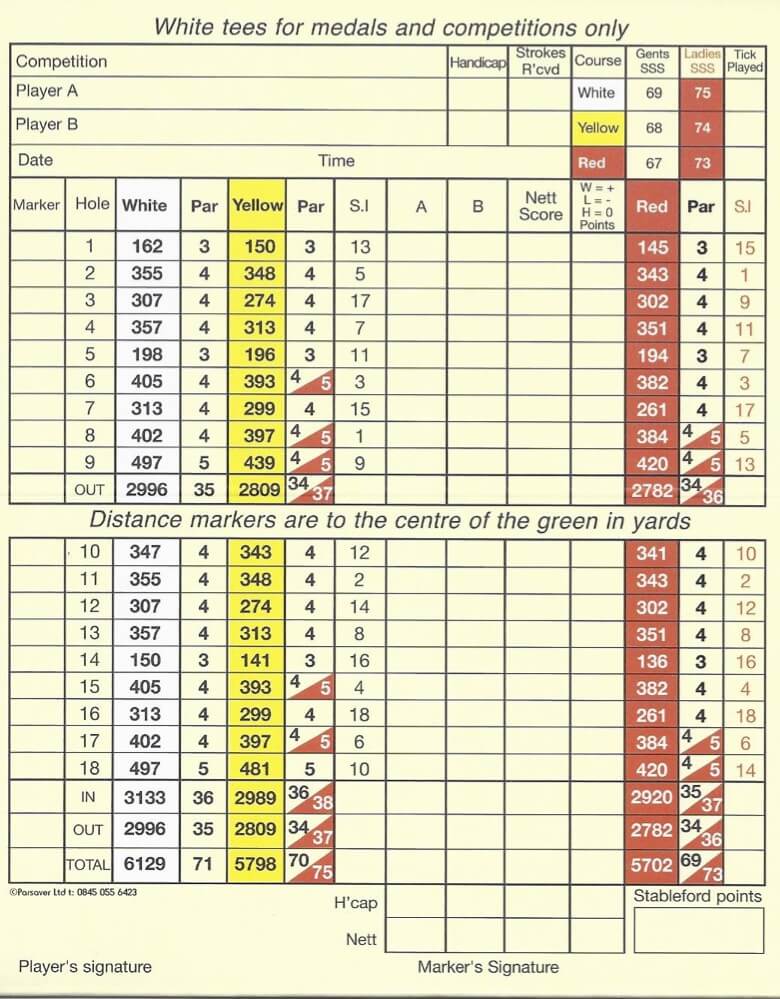 White tees for medals and competitions only
Competition Handicap Strokes R'cvd Course Gents SSS Ladies SSS Tick Played
Player A White 69 75
Player B Yellow 68 74
Date Time Red 67 73
Marker Hole White Par Yellow Par S.I A B Nett Score W = + L = - H = 0 Points Red Par S.I
1 162 3 150 3 13 145 3 15
2 355 4 348 4 5 343 4 1
3 307 4 274 4 17 302 4 9
4 357 4 313 4 7 351 4 11
5 198 3 196 3 11 194 3 7
6 405 4 393 4 5 3 382 4 3
7 313 4 299 4 15 261 4 17
8 402 4 397 4 5 1 384 4 5 5
9 497 5 439 4 5 9 420 4 5 13
OUT 2996 35 2809 34 37 2782 34 36
Distance markers are to the centre of the green in yards
10 347 4 343 4 12 341 4 10
11 355 4 348 4 2 343 4 2
12 307 4 274 4 14 302 4 12
13 357 4 313 4 8 351 4 8
14 150 3 141 3 16 136 3 16
15 405 4 393 4 5 4 382 4 4
16 313 4 299 4 18 261 4 18
17 402 4 397 4 5 6 384 4 5 6
18 497 5 481 5 10 420 4 5 14
IN 3133 36 2989 36 38 2920 35 37
OUT 2996 35 2809 34 37 2782 34 36
TOTAL 6129 71 5798 70 75 5702 69 73
©Parsaver Ltd t: 0845 055 6423
H'cap Stableford points
Nett
Player's signature Marker's Signature